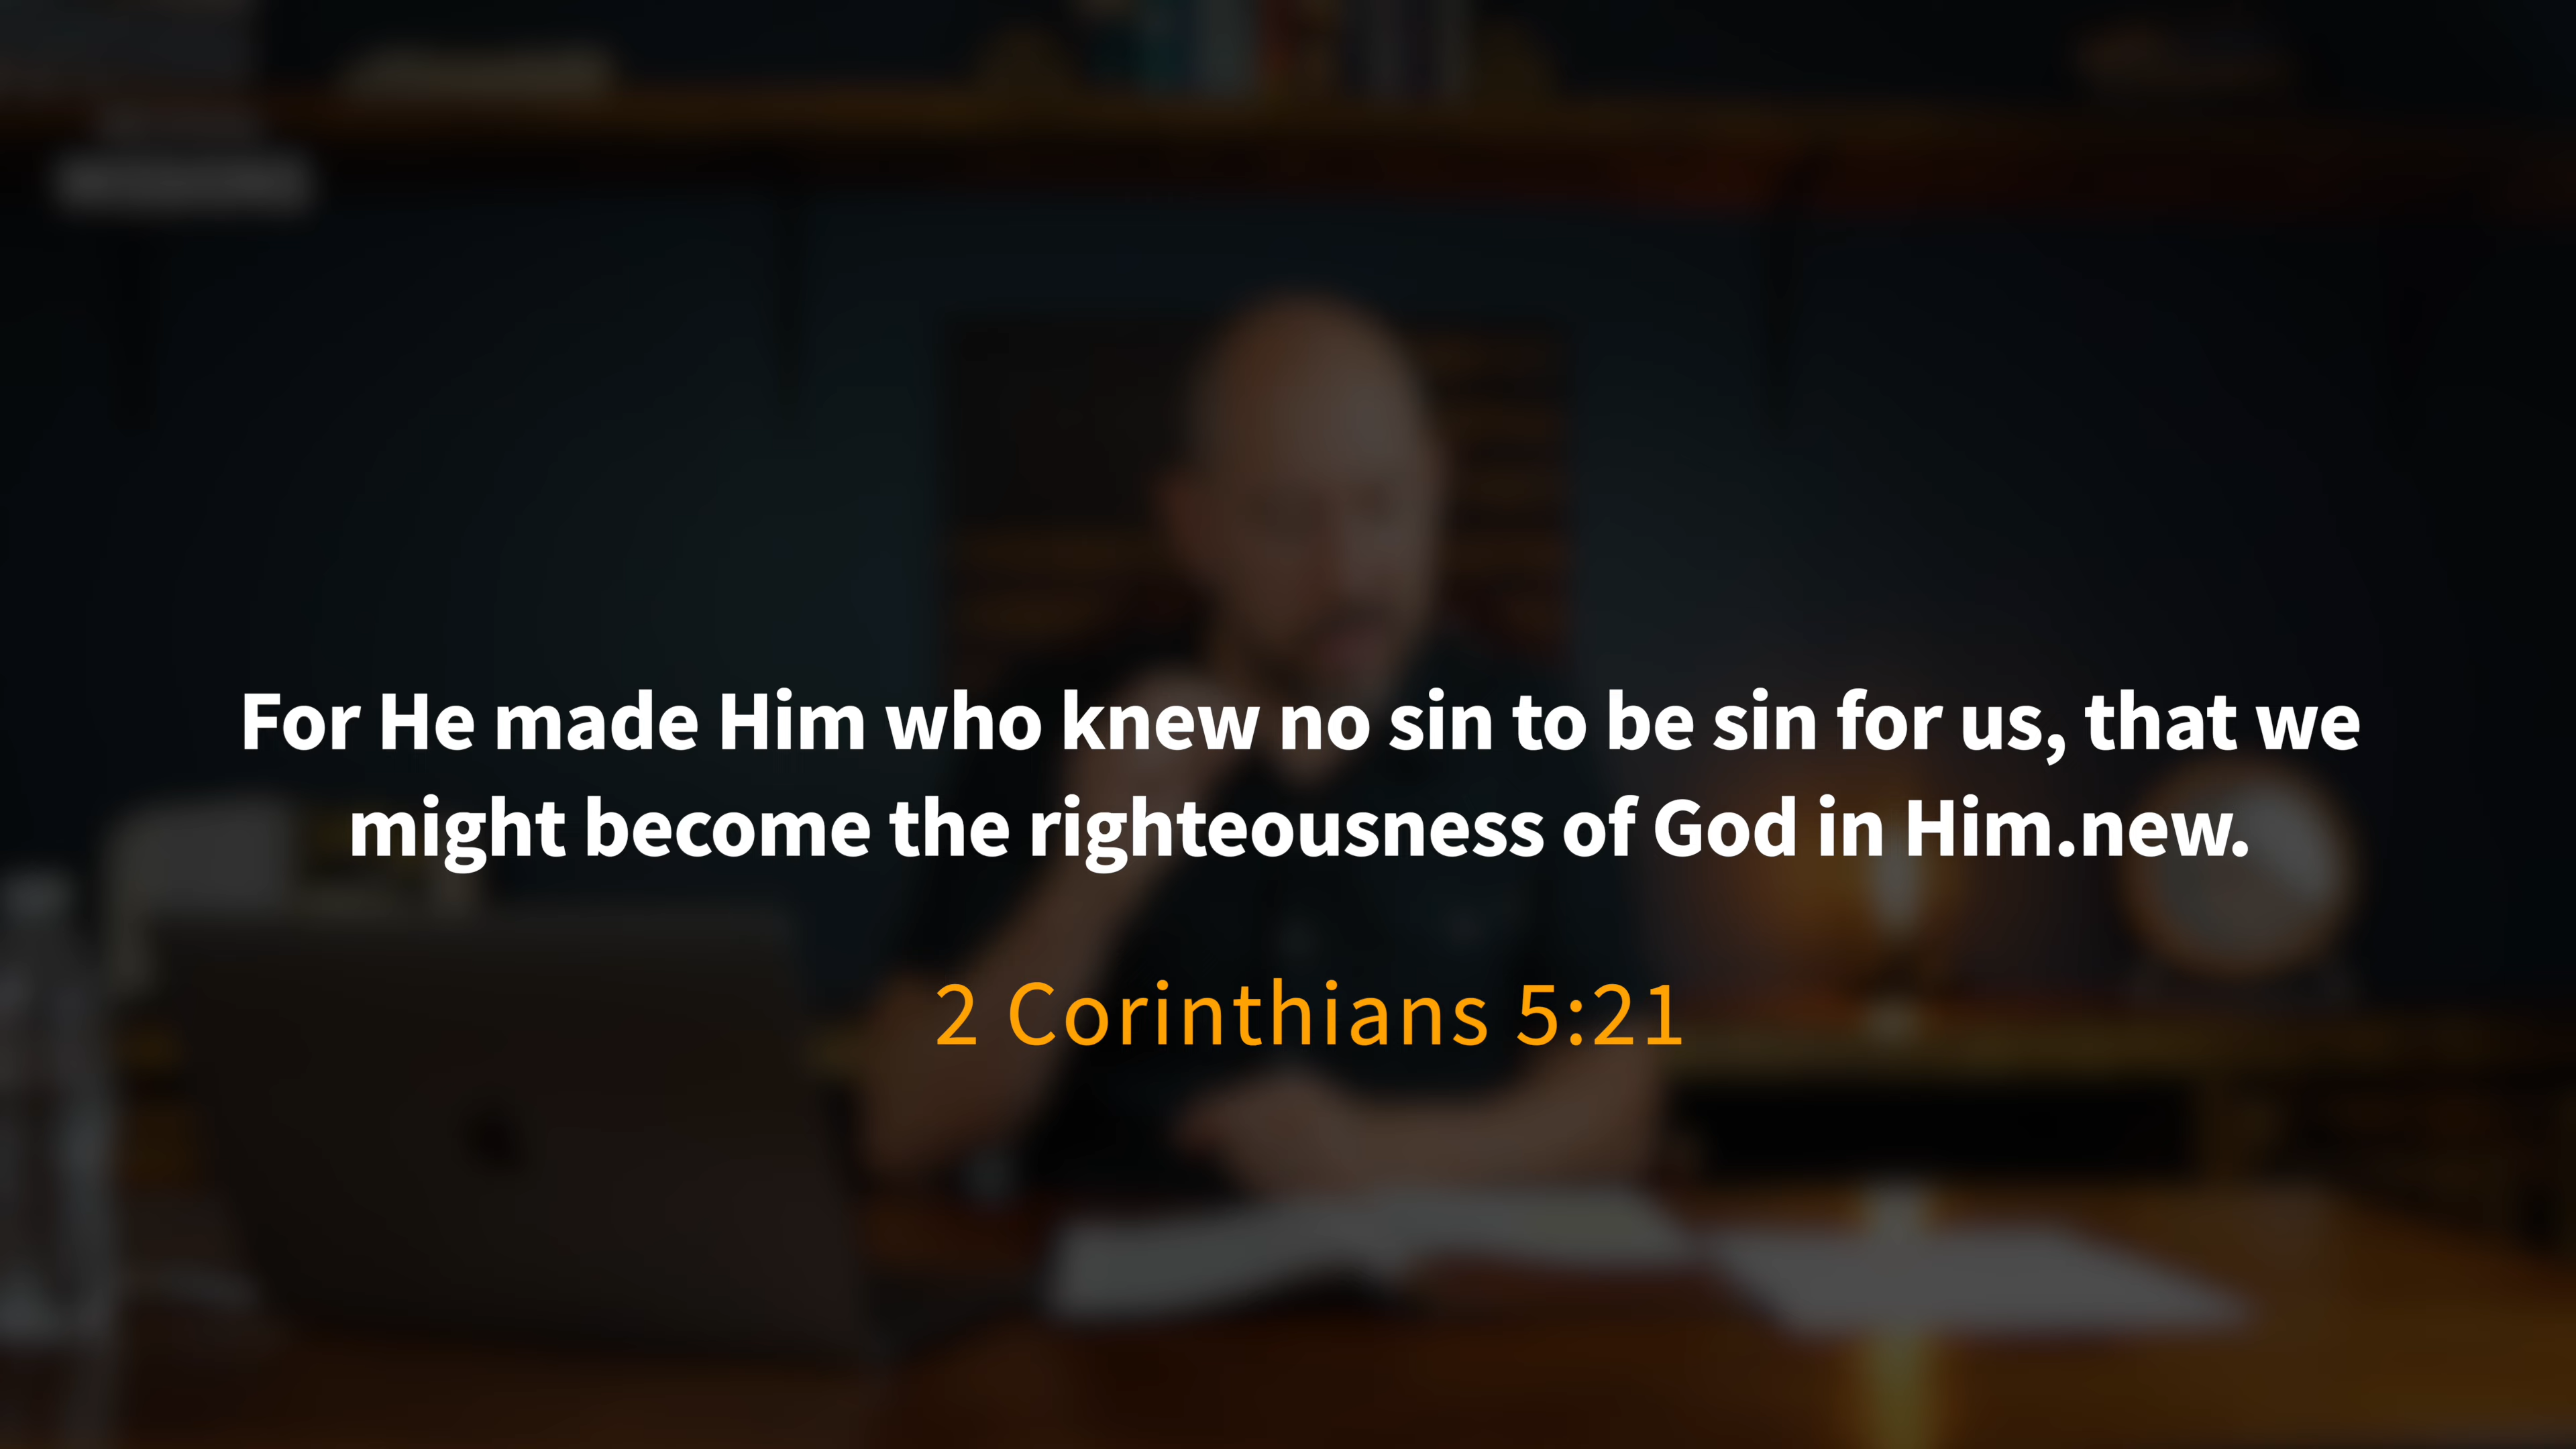 For He made Him who knew no sin to be sin for us, that we
might become the righteousness of God in Him.new.
2 Corinthians 5:21